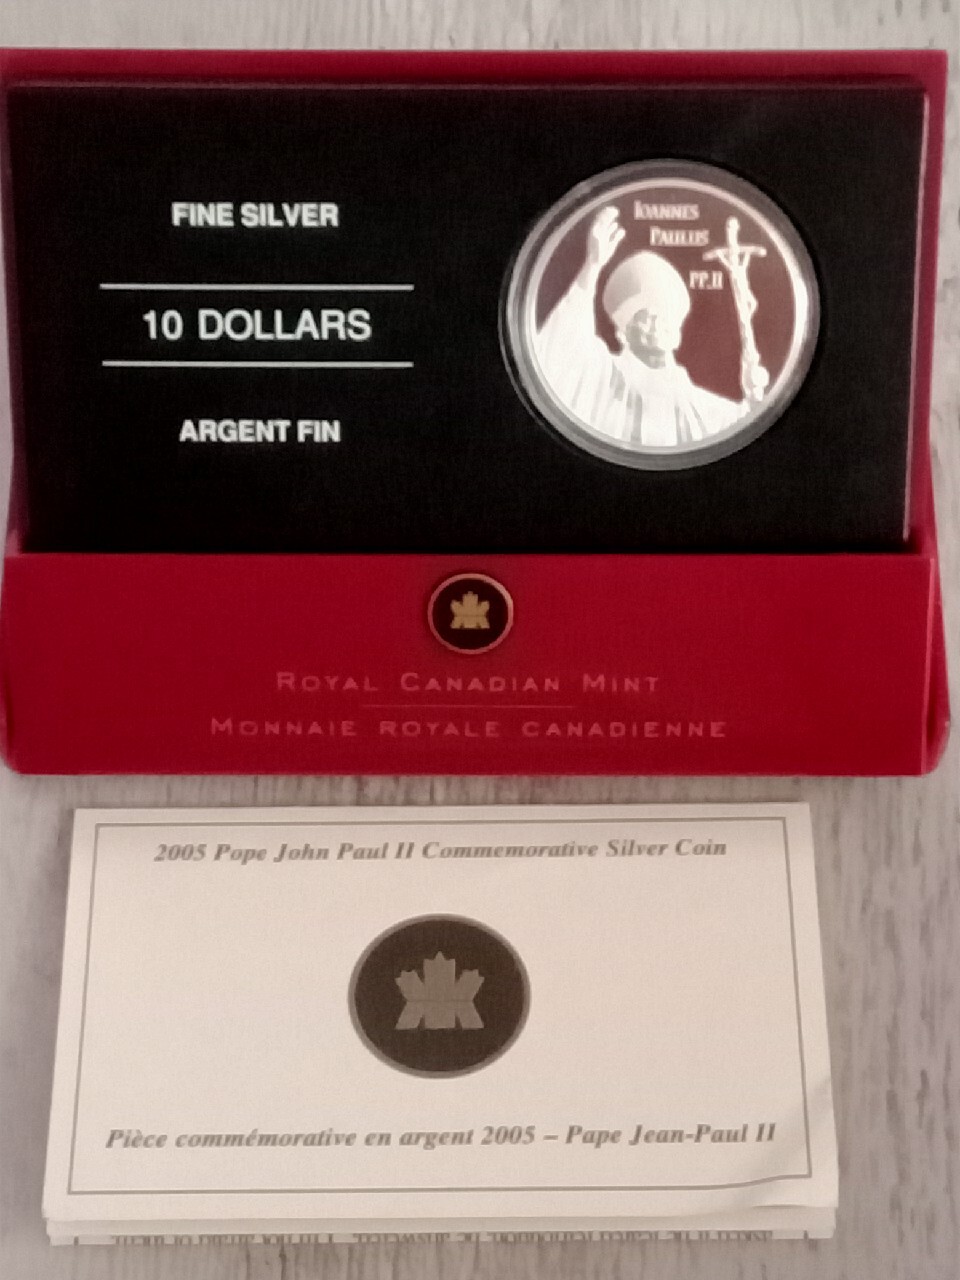 FINE SILVER
10 DOLLARS
ARGENT FIN
IOANNES
PAULUS
PP.II
ROYAL CANADIAN MINT
MONNAIE ROYALE CANADIENNE
2005 Pope John Paul II Commemorative Silver Coin
Pièce commémorative en argent 2005 – Pape Jean-Paul II